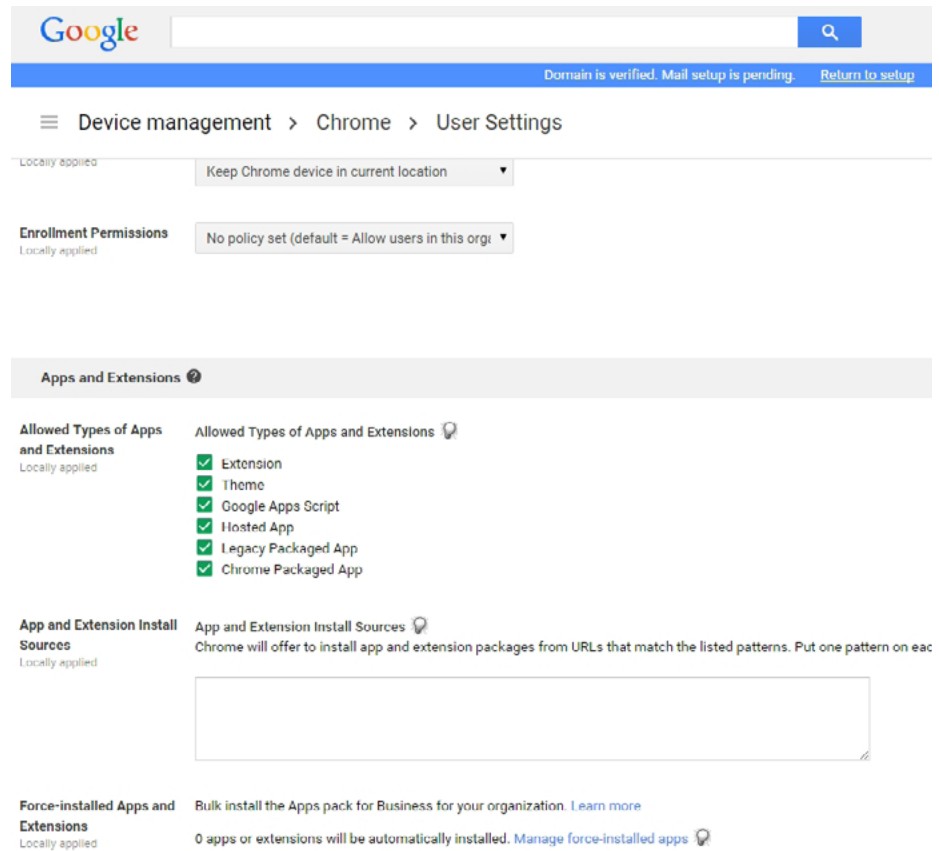 Google
Domain is verified. Mail setup is pending. Return to setup
Device management > Chrome > User Settings
Locally applied
Keep Chrome device in current location
Enrollment Permissions
Locally applied
No policy set (default = Allow users in this orga
Apps and Extensions
Allowed Types of Apps
and Extensions
Locally applied
Allowed Types of Apps and Extensions
Extension
Theme
Google Apps Script
Hosted App
Legacy Packaged App
Chrome Packaged App
App and Extension Install
Sources
Locally applied
App and Extension Install Sources
Chrome will offer to install app and extension packages from URLs that match the listed patterns. Put one pattern on eac
Force-installed Apps and
Extensions
Locally applied
Bulk install the Apps pack for Business for your organization. Learn more
0 apps or extensions will be automatically installed. Manage force-installed apps